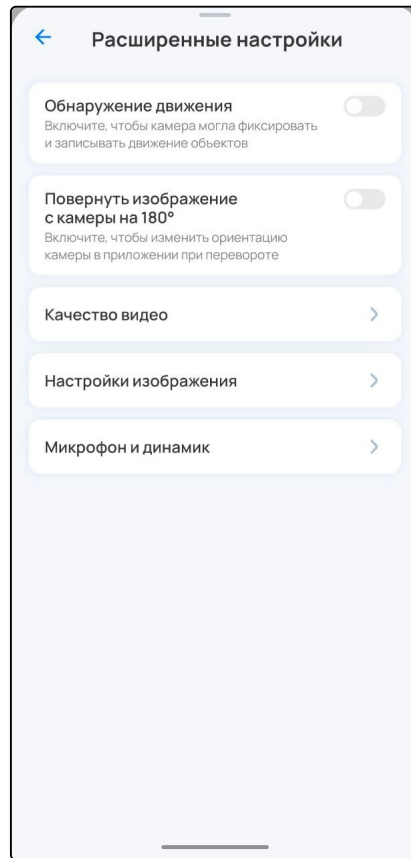 Расширенные настройки
Обнаружение движения
Включите, чтобы камера могла фиксировать
и записывать движение объектов
Повернуть изображение
с камеры на 180°
Включите, чтобы изменить ориентацию
камеры в приложении при перевороте
Качество видео
Настройки изображения
Микрофон и динамик